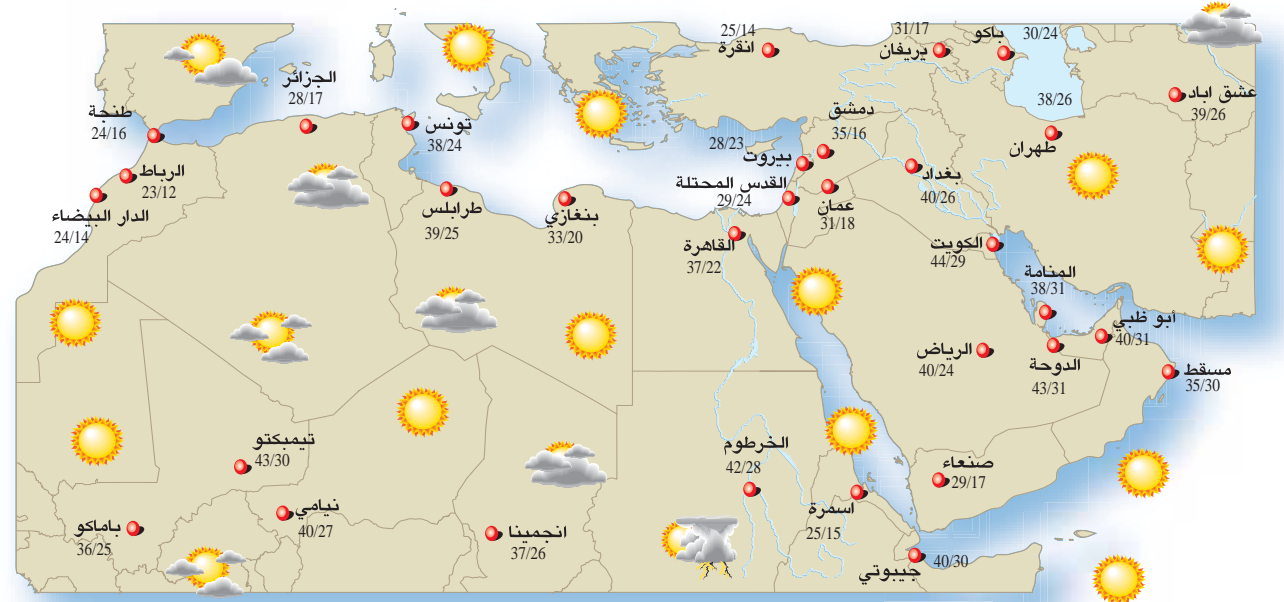 25/14
انقرة
31/17
يريفان
باكو
30/24
عشق اباد
39/26
38/26
طهران
الجزائر
28/17
طنجة
24/16
تونس
38/24
دمشق
35/16
28/23
بيروت
بغداد
40/26
الرباط
23/12
الدار البيضاء
24/14
طرابلس
39/25
بنغازي
33/20
القدس المحتلة
29/24
عمان
31/18
القاهرة
37/22
الكويت
44/29
المنامة
38/31
أبو ظبي
40/31
الرياض
40/24
الدوحة
43/31
مسقط
35/30
تيمبكتو
43/30
الخرطوم
42/28
صنعاء
29/17
باماكو
36/25
نيامي
40/27
انجمينا
37/26
اسمرة
25/15
40/30
جيبوتي